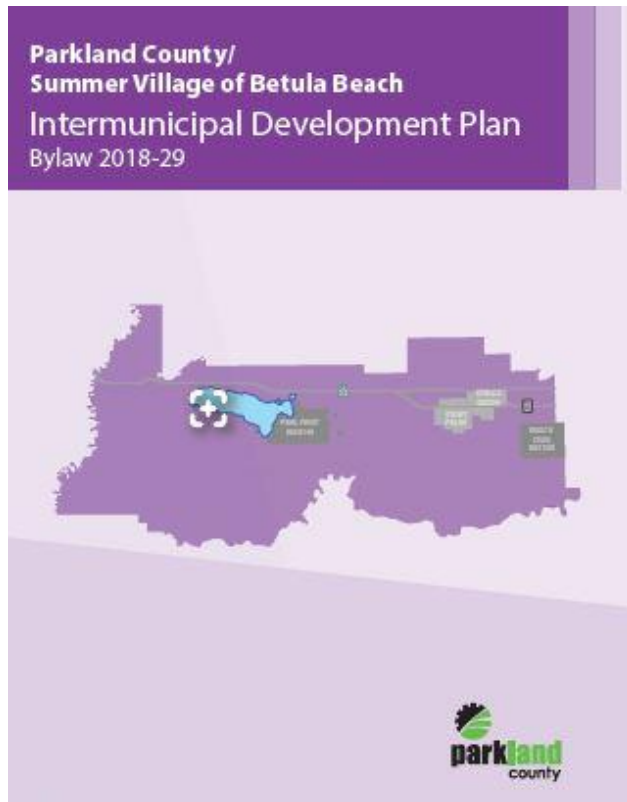 Parkland County/
Summer Village of Betula Beach
Intermunicipal Development Plan
Bylaw 2018-29
parkland
county